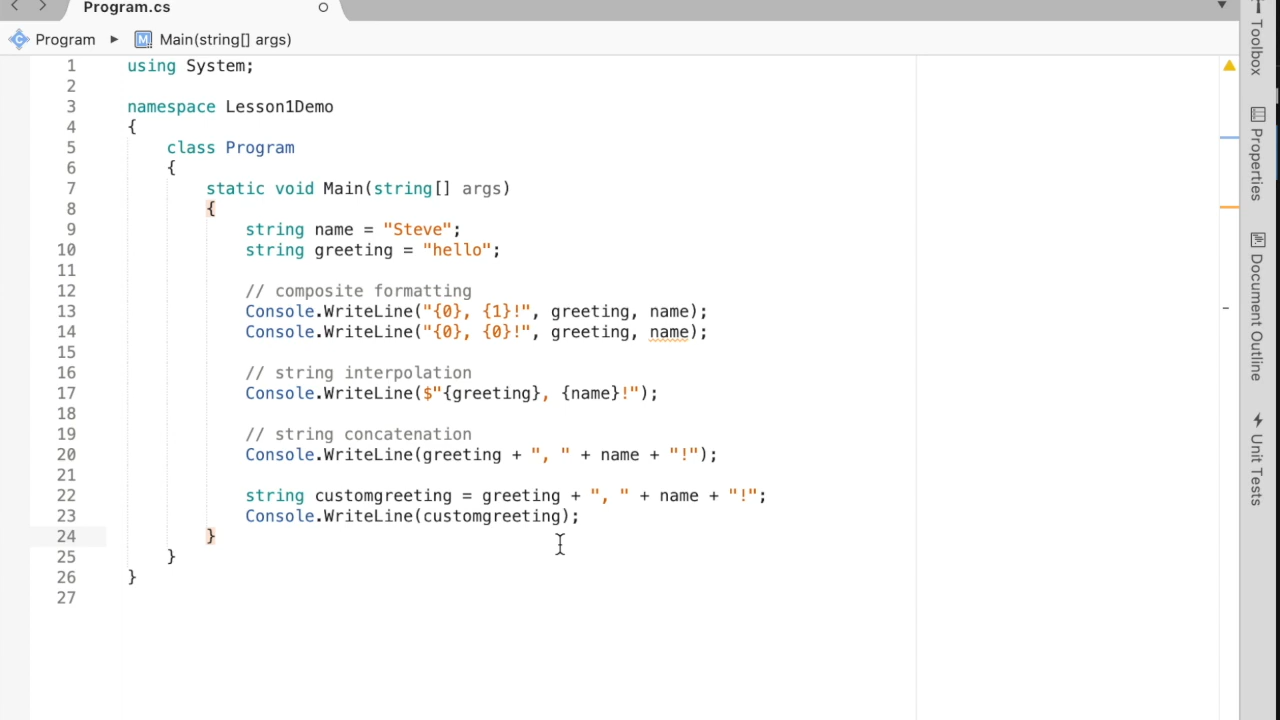 Program.cs
Program ▸ M Main(string[] args)
1 using System;
2
3 namespace Lesson1Demo
4 {
5 class Program
6 {
7 static void Main(string[] args)
8 {
9 string name = "Steve";
10 string greeting = "hello";
11
12 // composite formatting
13 Console.WriteLine("{0}, {1}!", greeting, name);
14 Console.WriteLine("{0}, {0}!", greeting, name);
15
16 // string interpolation
17 Console.WriteLine($"{greeting}, {name}!");
18
19 // string concatenation
20 Console.WriteLine(greeting + ", " + name + "!");
21
22 string customgreeting = greeting + ", " + name + "!";
23 Console.WriteLine(customgreeting);
24 }
25 }
26 }
27
Toolbox
Properties
Document Outline
Unit Tests